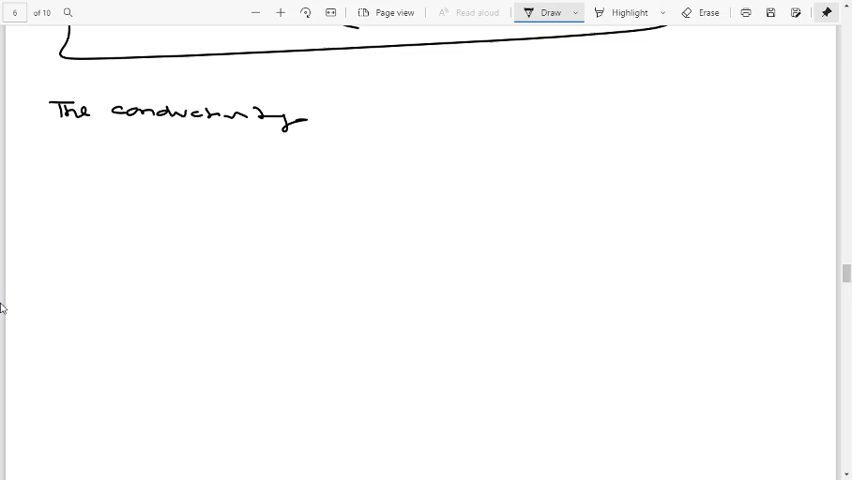 6 of 10 Page view Read aloud Draw Highlight Erase
The conductivity